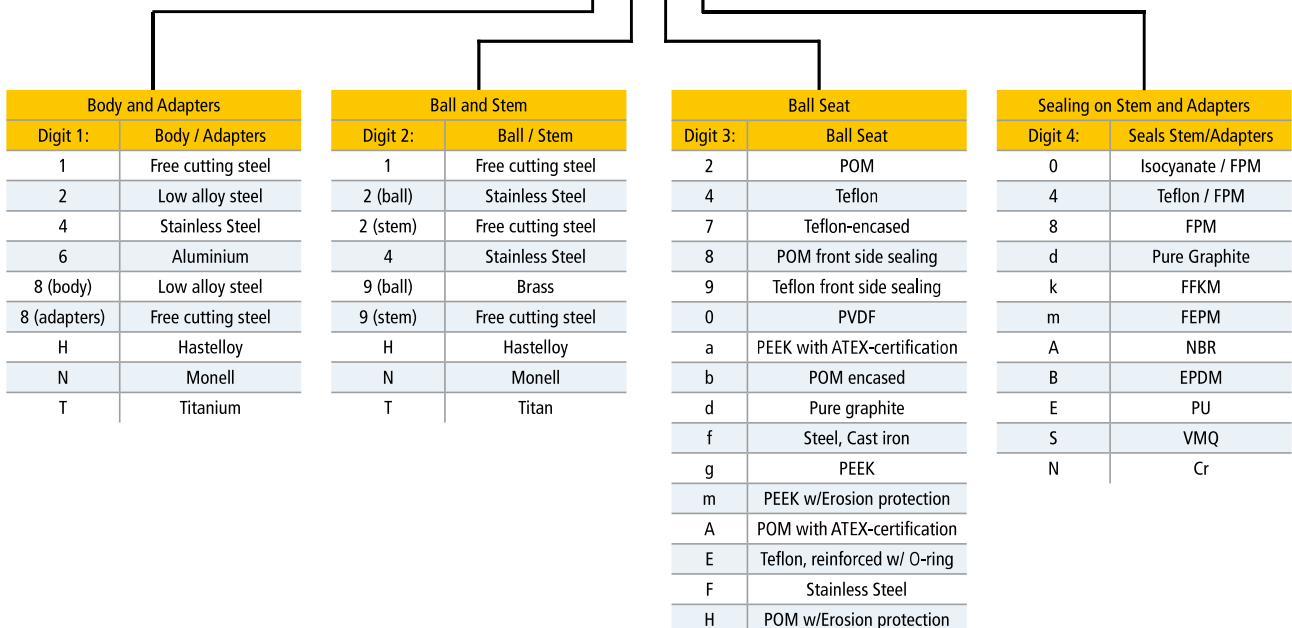 Body and Adapters
Digit 1: Body / Adapters
1 Free cutting steel
2 Low alloy steel
4 Stainless Steel
6 Aluminium
8 (body) Low alloy steel
8 (adapters) Free cutting steel
H Hastelloy
N Monell
T Titanium
Ball and Stem
Digit 2: Ball / Stem
1 Free cutting steel
2 (ball) Stainless Steel
2 (stem) Free cutting steel
4 Stainless Steel
9 (ball) Brass
9 (stem) Free cutting steel
H Hastelloy
N Monell
T Titan
Ball Seat
Digit 3: Ball Seat
2 POM
4 Teflon
7 Teflon-encased
8 POM front side sealing
9 Teflon front side sealing
0 PVDF
a PEEK with ATEX-certification
b POM encased
d Pure graphite
f Steel, Cast iron
g PEEK
m PEEK w/Erosion protection
A POM with ATEX-certification
E Teflon, reinforced w/ O-ring
F Stainless Steel
H POM w/Erosion protection
Sealing on Stem and Adapters
Digit 4: Seals Stem/Adapters
0 Isocyanate / FPM
4 Teflon / FPM
8 FPM
d Pure Graphite
k FFKM
m FEPM
A NBR
B EPDM
E PU
S VMQ
N Cr